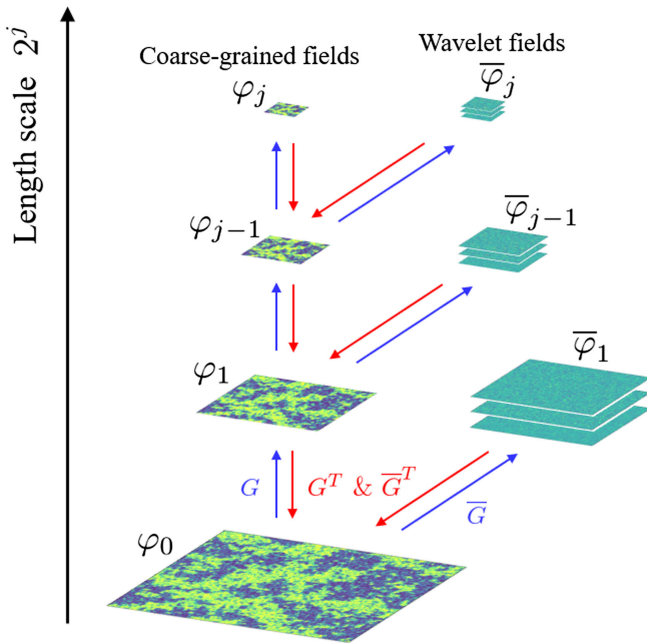 Length scale 2^j
Coarse-grained fields
Wavelet fields
φ_j
φ̅_j
φ_{j−1}
φ̅_{j−1}
φ_1
φ̅_1
G
G^T & G̅^T
G̅
φ_0